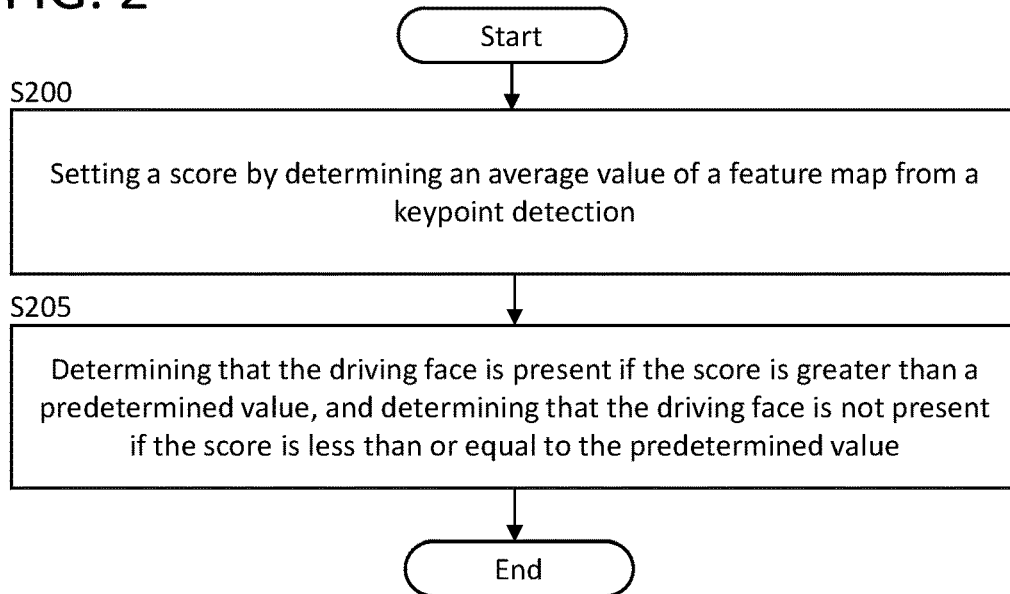 FIG. 2
Start
S200
Setting a score by determining an average value of a feature map from a
keypoint detection
S205
Determining that the driving face is present if the score is greater than a
predetermined value, and determining that the driving face is not present
if the score is less than or equal to the predetermined value
End